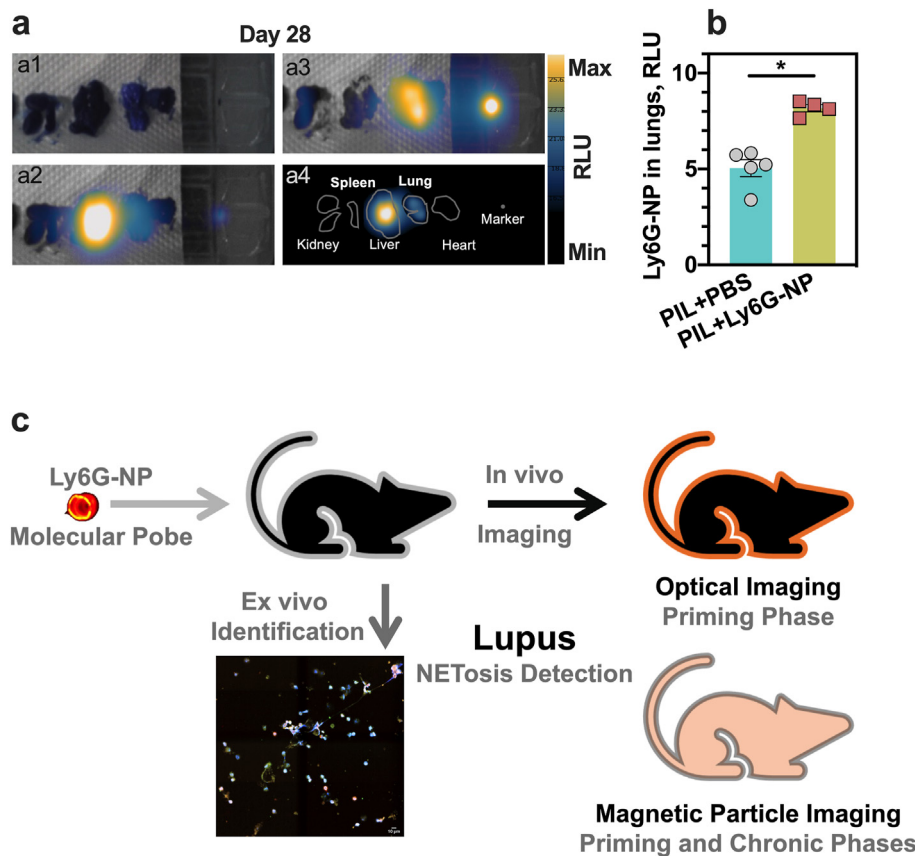 a
Day 28
a1
a3
a2
a4
Spleen
Lung
Kidney
Liver
Heart
Marker
Max
RLU
Min
b
Ly6G-NP in lungs, RLU
10
5
0
*
PIL+PBS
PIL+Ly6G-NP
c
Ly6G-NP
Molecular Pobe
In vivo
Imaging
Optical Imaging
Priming Phase
Ex vivo
Identification
Lupus
NETosis Detection
Magnetic Particle Imaging
Priming and Chronic Phases